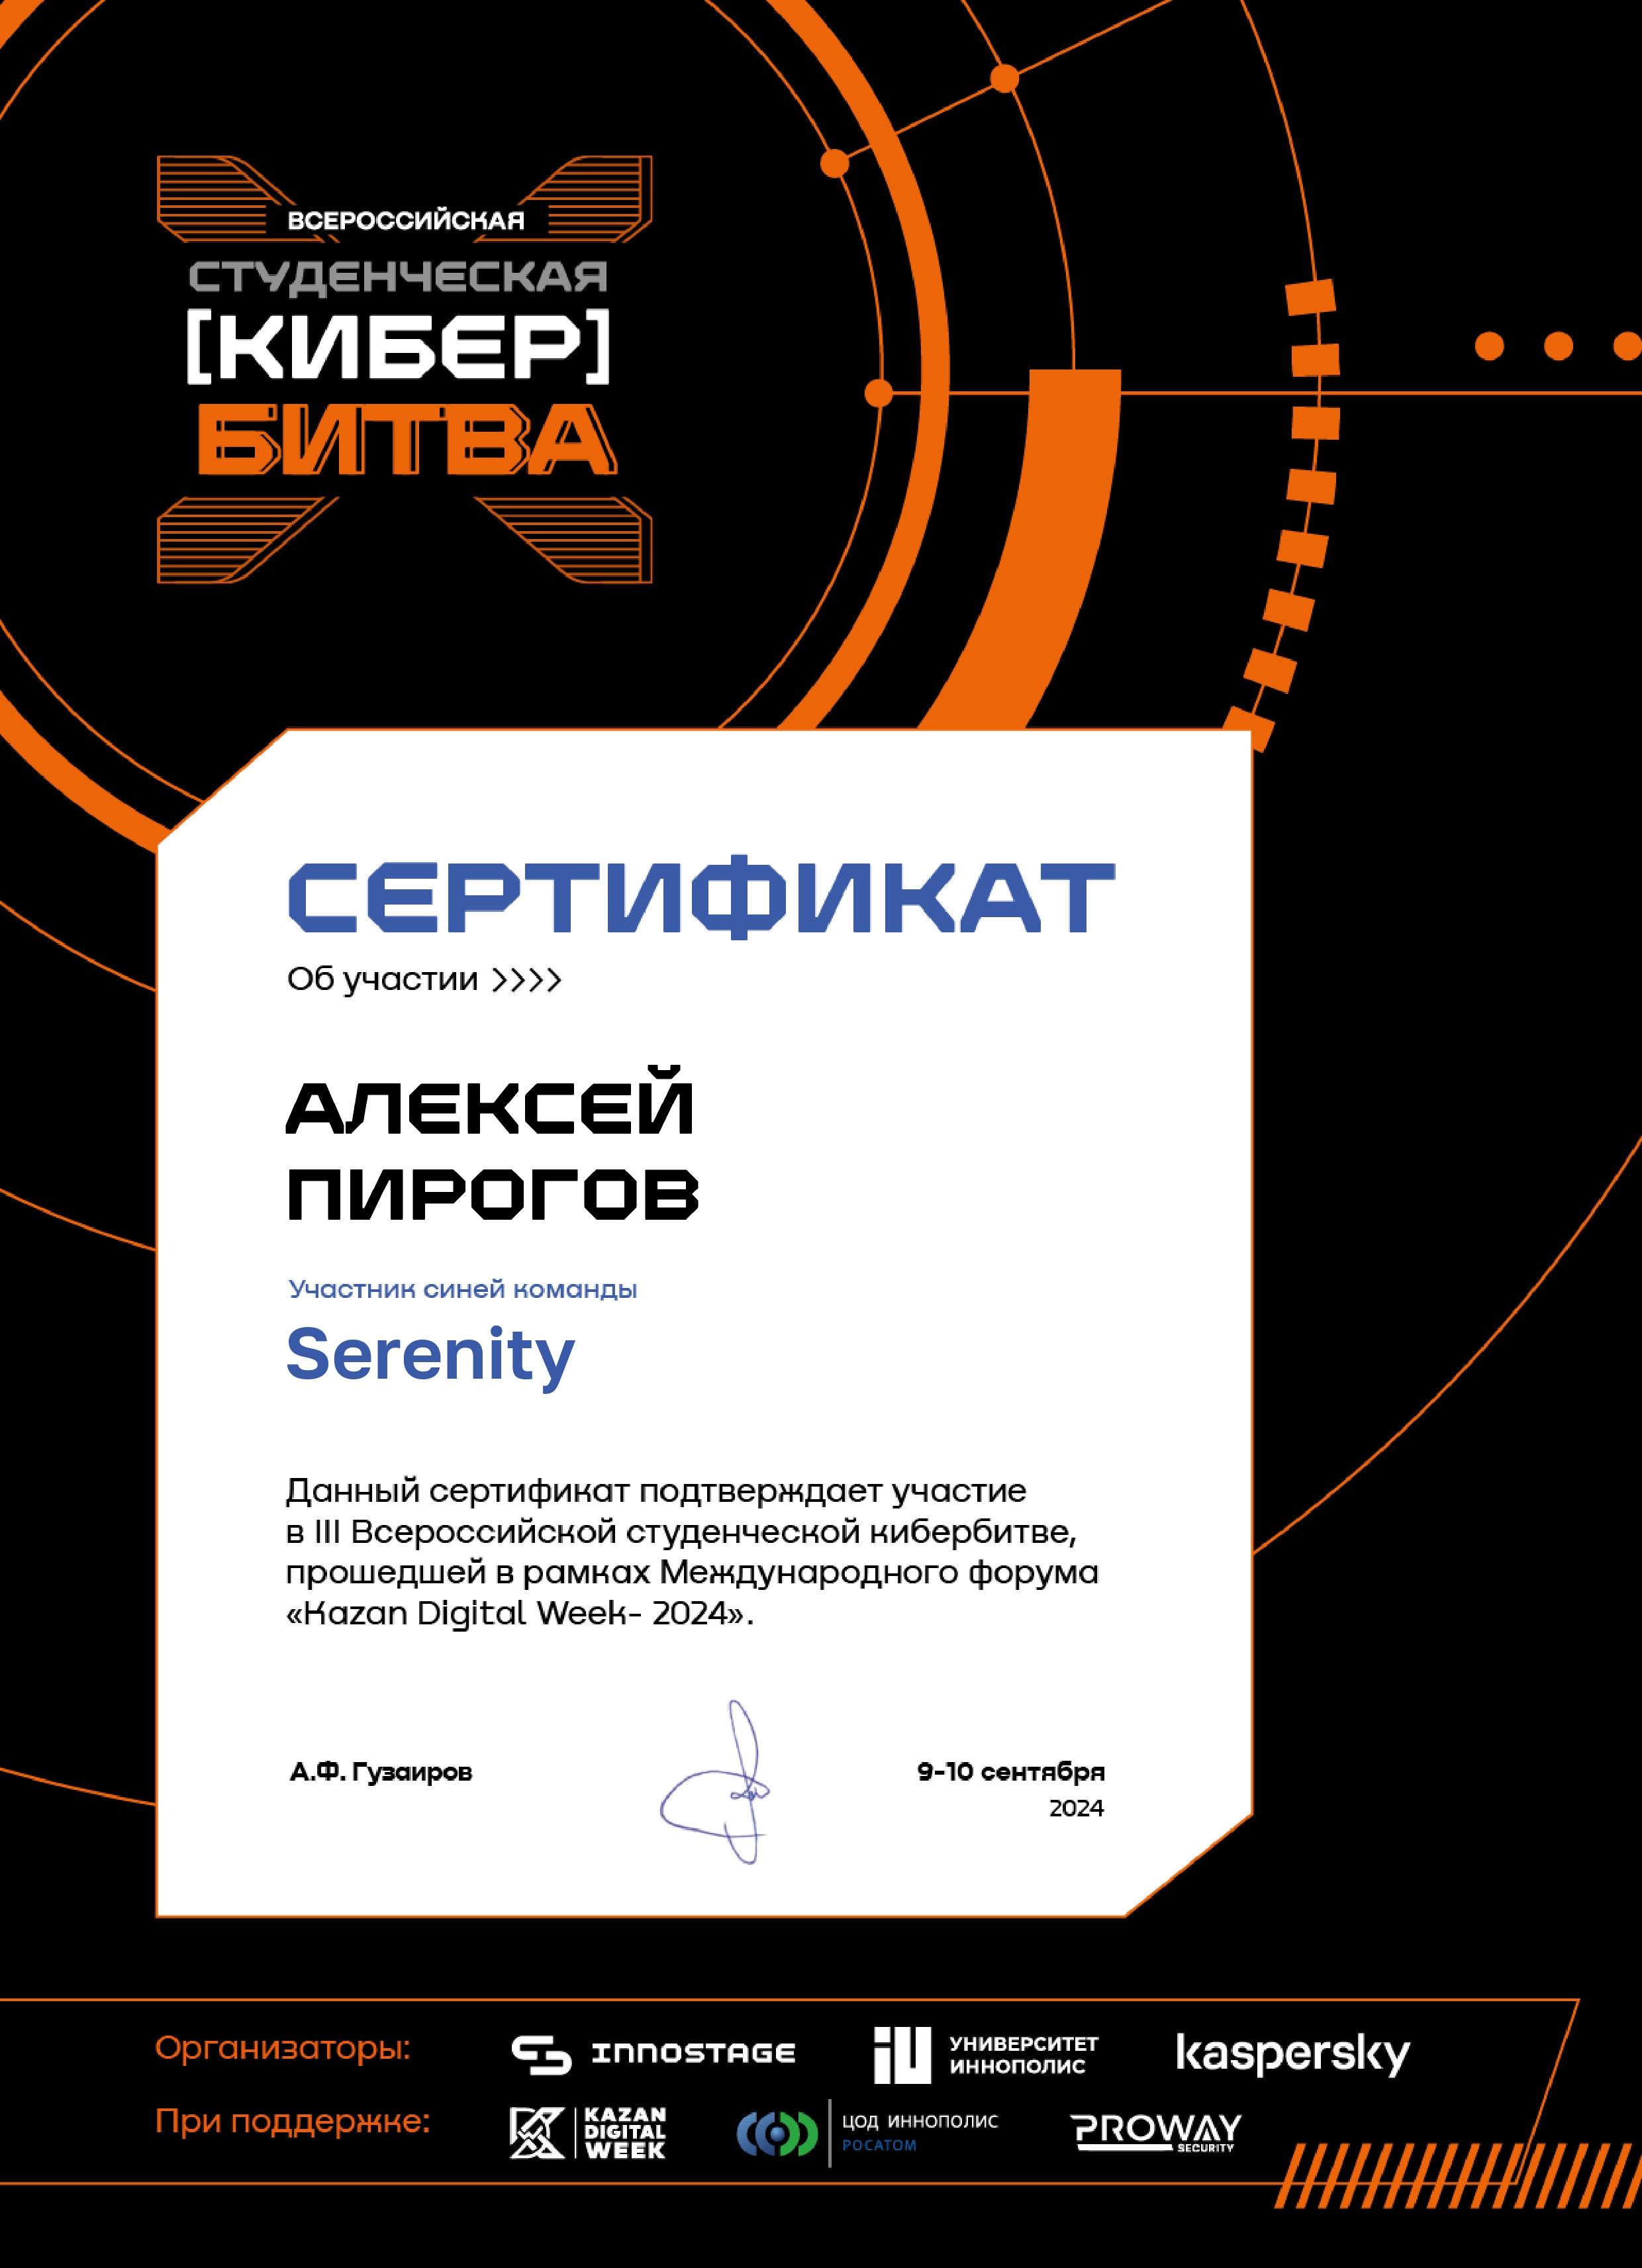 ВСЕРОССИЙСКАЯ
СТУДЕНЧЕСКАЯ
[КИБЕР]
БИТВА
СЕРТИФИКАТ
Об участии >>>>
АЛЕКСЕЙ
ПИРОГОВ
Участник синей команды
Serenity
Данный сертификат подтверждает участие
в III Всероссийской студенческой кибербитве,
прошедшей в рамках Международного форума
«Kazan Digital Week- 2024».
А.Ф. Гузаиров
9-10 сентября
2024
Организаторы:
INNOSTAGE
УНИВЕРСИТЕТ
ИННОПОЛИС
kaspersky
При поддержке:
KAZAN
DIGITAL
WEEK
ЦОД ИННОПОЛИС
РОСАТОМ
PROWAY
SECURITY